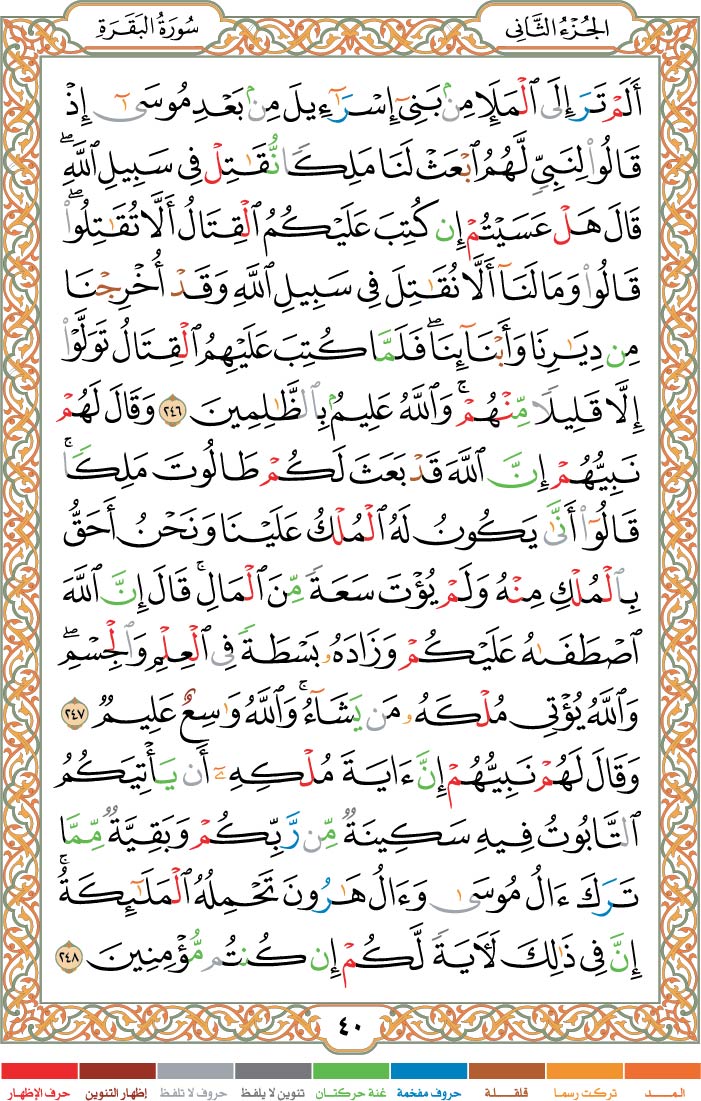 الجُزْءُ الثَّانِي
سُورَةُ البَقَرَةِ
أَلَمْ تَرَ إِلَى ٱلْمَلَإِ مِنۢ بَنِىٓ إِسْرَٰٓءِيلَ مِنۢ بَعْدِ مُوسَىٰٓ إِذْ
قَالُوا۟ لِنَبِىٍّ لَّهُمُ ٱبْعَثْ لَنَا مَلِكًا نُّقَٰتِلْ فِى سَبِيلِ ٱللَّهِ ۖ
قَالَ هَلْ عَسَيْتُمْ إِن كُتِبَ عَلَيْكُمُ ٱلْقِتَالُ أَلَّا تُقَٰتِلُوا۟ ۖ
قَالُوا۟ وَمَا لَنَآ أَلَّا نُقَٰتِلَ فِى سَبِيلِ ٱللَّهِ وَقَدْ أُخْرِجْنَا
مِن دِيَٰرِنَا وَأَبْنَآئِنَا ۖ فَلَمَّا كُتِبَ عَلَيْهِمُ ٱلْقِتَالُ تَوَلَّوْا۟
إِلَّا قَلِيلًا مِّنْهُمْ ۗ وَٱللَّهُ عَلِيمٌۢ بِٱلظَّٰلِمِينَ ٢٤٦ وَقَالَ لَهُمْ
نَبِيُّهُمْ إِنَّ ٱللَّهَ قَدْ بَعَثَ لَكُمْ طَالُوتَ مَلِكًا ۚ
قَالُوٓا۟ أَنَّىٰ يَكُونُ لَهُ ٱلْمُلْكُ عَلَيْنَا وَنَحْنُ أَحَقُّ
بِٱلْمُلْكِ مِنْهُ وَلَمْ يُؤْتَ سَعَةً مِّنَ ٱلْمَالِ ۚ قَالَ إِنَّ ٱللَّهَ
ٱصْطَفَىٰهُ عَلَيْكُمْ وَزَادَهُۥ بَسْطَةً فِى ٱلْعِلْمِ وَٱلْجِسْمِ ۖ
وَٱللَّهُ يُؤْتِى مُلْكَهُۥ مَن يَشَآءُ ۚ وَٱللَّهُ وَٰسِعٌ عَلِيمٌ ٢٤٧
وَقَالَ لَهُمْ نَبِيُّهُمْ إِنَّ ءَايَةَ مُلْكِهِۦٓ أَن يَأْتِيَكُمُ
ٱلتَّابُوتُ فِيهِ سَكِينَةٌ مِّن رَّبِّكُمْ وَبَقِيَّةٌ مِّمَّا
تَرَكَ ءَالُ مُوسَىٰ وَءَالُ هَٰرُونَ تَحْمِلُهُ ٱلْمَلَٰٓئِكَةُ ۚ
إِنَّ فِى ذَٰلِكَ لَءَايَةً لَّكُمْ إِن كُنتُم مُّؤْمِنِينَ ٢٤٨
٤٠
المـــد
تركت رسما
قلقـلة
حروف مفخمة
غنة حركتان
تنوين لا يلفظ
حروف لا تلفظ
إظهار التنوين
حرف الإظهار